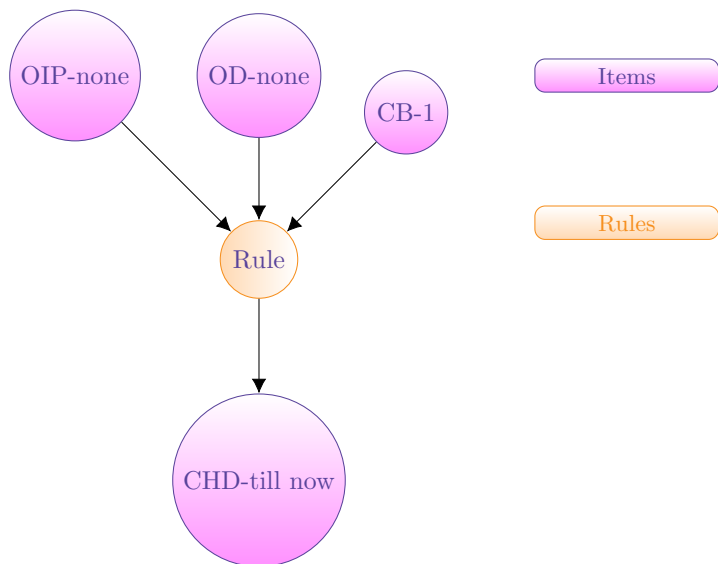 OIP-none
OD-none
CB-1
Items
Rules
Rule
CHD-till now